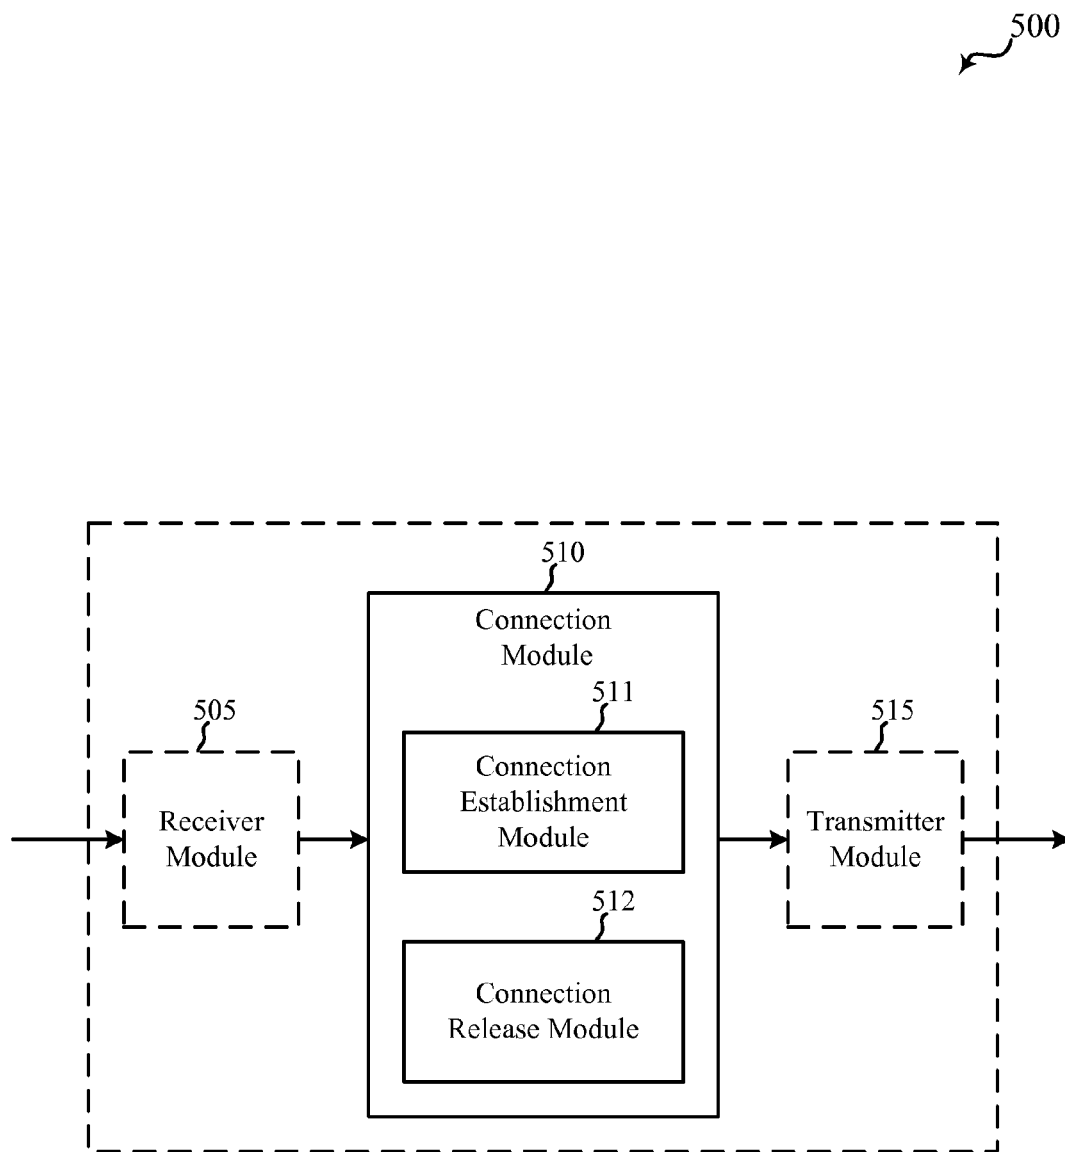 500
510
Connection
Module
511
Connection
Establishment
Module
512
Connection
Release Module
505
Receiver
Module
515
Transmitter
Module